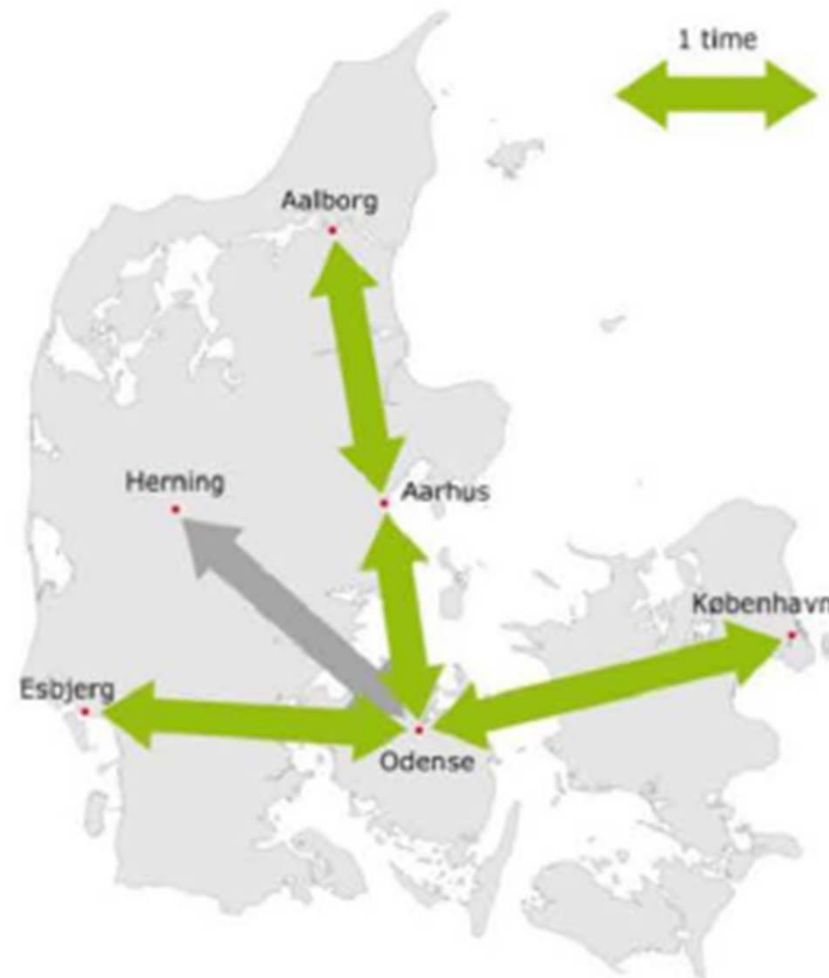 1 time
Aalborg
Herning
Aarhus
København
Esbjerg
Odense